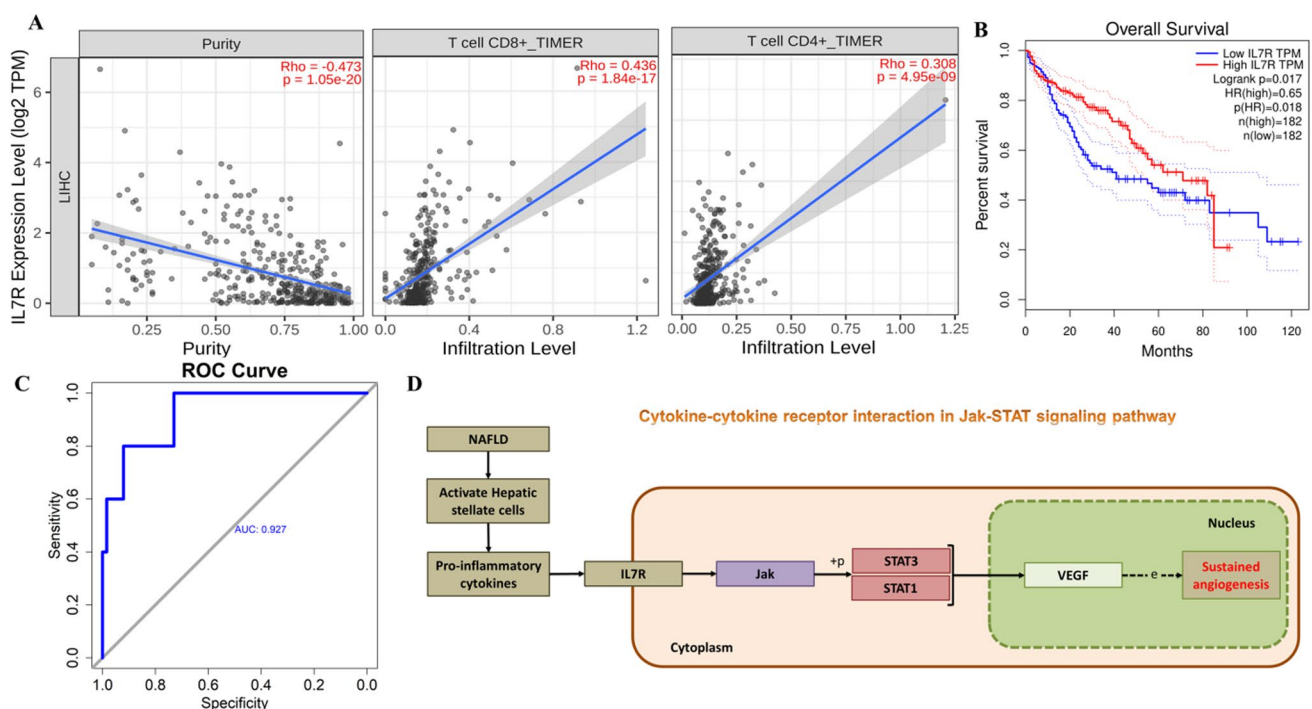 A
IL7R Expression Level (log2 TPM)
LIHC
Purity
Rho = -0.473
p = 1.05e-20
6
4
2
0
0.25
0.50
0.75
1.00
Purity
T cell CD8+_TIMER
Rho = 0.436
p = 1.84e-17
0.0
0.4
0.8
1.2
Infiltration Level
T cell CD4+_TIMER
Rho = 0.308
p = 4.95e-09
0.00
0.25
0.50
0.75
1.00
1.25
Infiltration Level
B
Overall Survival
Low IL7R TPM
High IL7R TPM
Logrank p=0.017
HR(high)=0.65
p(HR)=0.018
n(high)=182
n(low)=182
Percent survival
1.0
0.8
0.6
0.4
0.2
0.0
0
20
40
60
80
100
120
Months
C
ROC Curve
Sensitivity
1.0
0.8
0.6
0.4
0.2
0.0
AUC: 0.927
1.0
0.8
0.6
0.4
0.2
0.0
Specificity
D
Cytokine-cytokine receptor interaction in Jak-STAT signaling pathway
NAFLD
Activate Hepatic
stellate cells
Pro-inflammatory
cytokines
IL7R
Jak
+p
STAT3
STAT1
Cytoplasm
Nucleus
VEGF
e
Sustained
angiogenesis